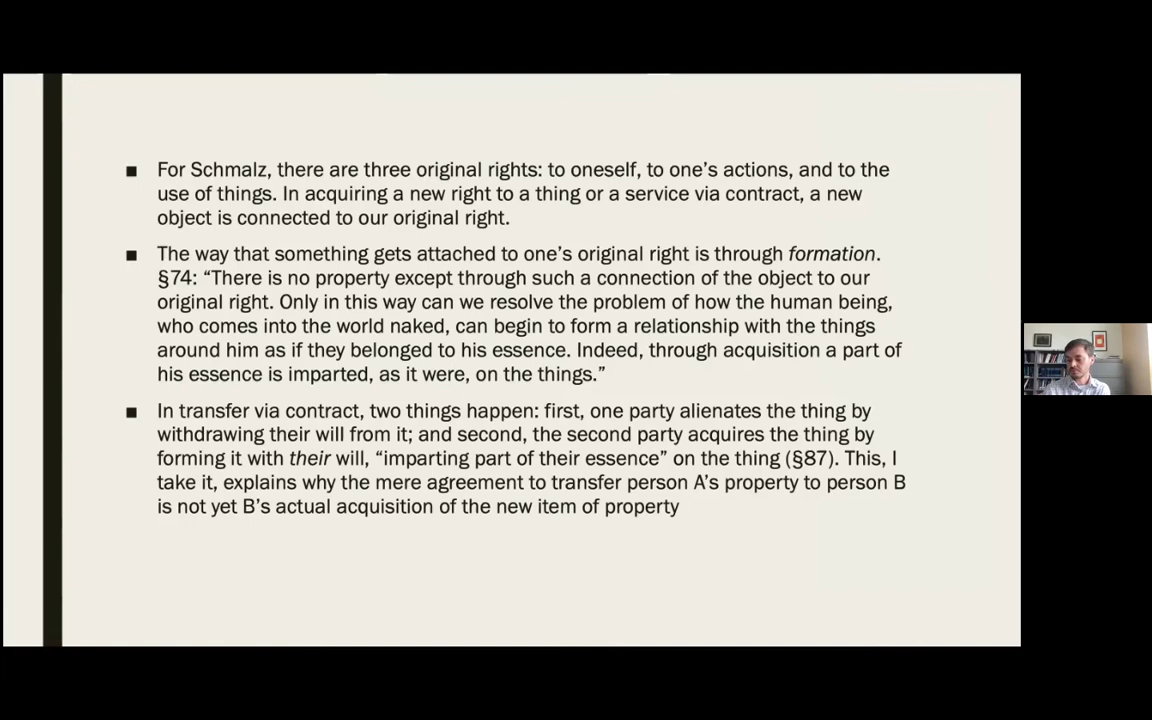 ■ For Schmalz, there are three original rights: to oneself, to one’s actions, and to the
use of things. In acquiring a new right to a thing or a service via contract, a new
object is connected to our original right.
■ The way that something gets attached to one’s original right is through formation.
§74: “There is no property except through such a connection of the object to our
original right. Only in this way can we resolve the problem of how the human being,
who comes into the world naked, can begin to form a relationship with the things
around him as if they belonged to his essence. Indeed, through acquisition a part of
his essence is imparted, as it were, on the things.”
■ In transfer via contract, two things happen: first, one party alienates the thing by
withdrawing their will from it; and second, the second party acquires the thing by
forming it with their will, “imparting part of their essence” on the thing (§87). This, I
take it, explains why the mere agreement to transfer person A’s property to person B
is not yet B’s actual acquisition of the new item of property